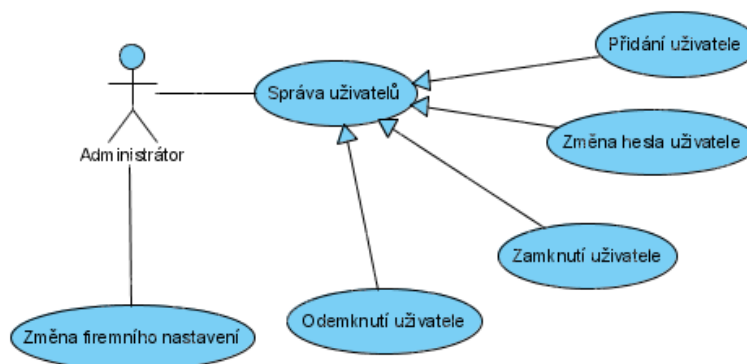 Přidání uživatele
Správa uživatelů
Změna hesla uživatele
Administrátor
Zamknutí uživatele
Odemknutí uživatele
Změna firemního nastavení